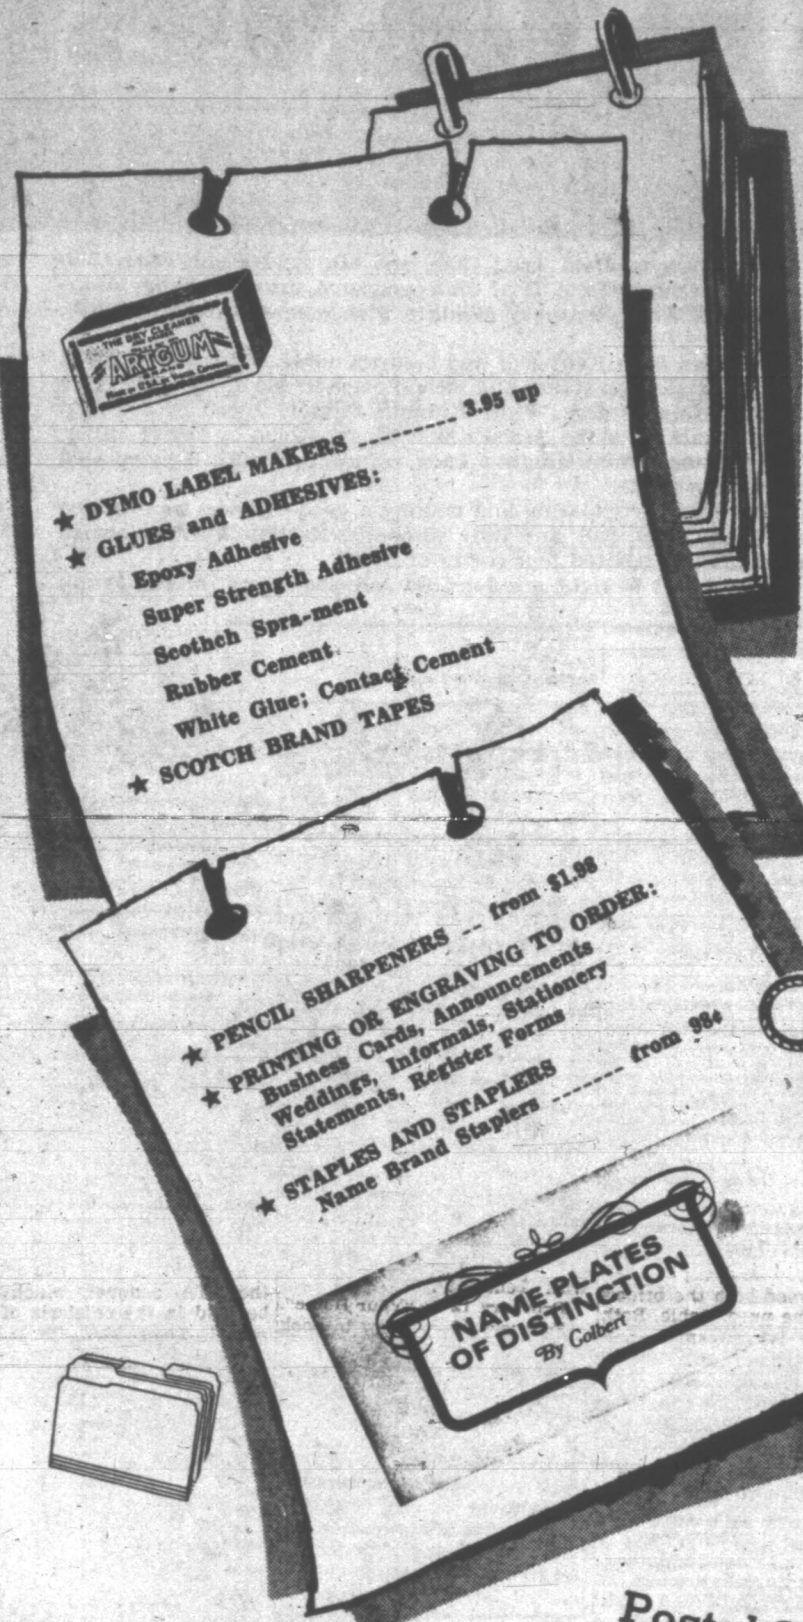 THE DRY CLEANER
ARTGUM
BRAND
★ DYMO LABEL MAKERS --------- 3.95 up
★ GLUES and ADHESIVES:
Epoxy Adhesive
Super Strength Adhesive
Scothch Spra-ment
Rubber Cement
White Glue; Contact Cement
★ SCOTCH BRAND TAPES
★ PENCIL SHARPENERS -- from $1.98
★ PRINTING OR ENGRAVING TO ORDER:
Business Cards, Announcements
Weddings, Informals, Stationery
Statements, Register Forms
★ STAPLES AND STAPLERS
Name Brand Staplers ------- from 98¢
NAME PLATES
OF DISTINCTION
By Colbert